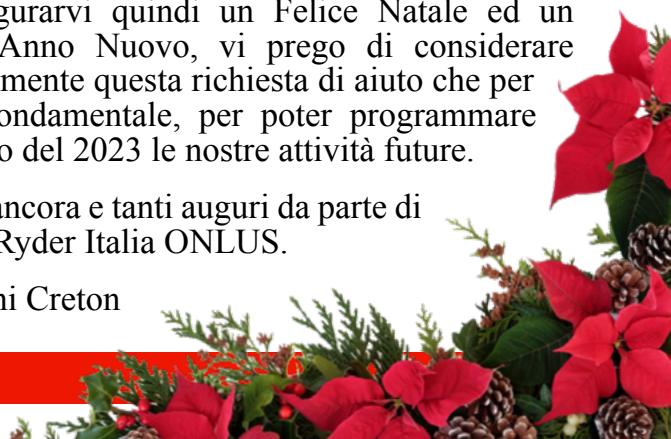 gurarvi quindi un Felice Natale ed un
Anno Nuovo, vi prego di considerare
mente questa richiesta di aiuto che per
ondamentale, per poter programmare
o del 2023 le nostre attività future.
ancora e tanti auguri da parte di
Ryder Italia ONLUS.
ni Creton